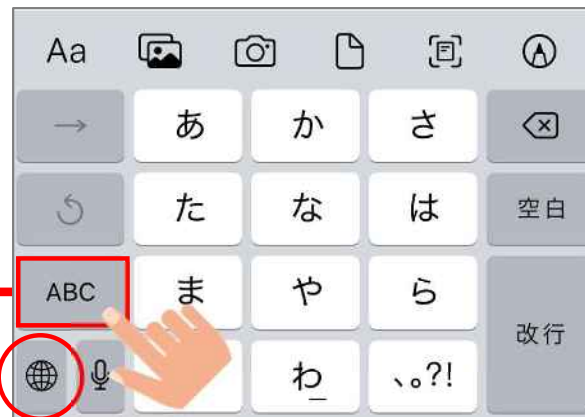 Aa
あ か さ
た な は 空白
ABC ま や ら
改行
わ 、。?!